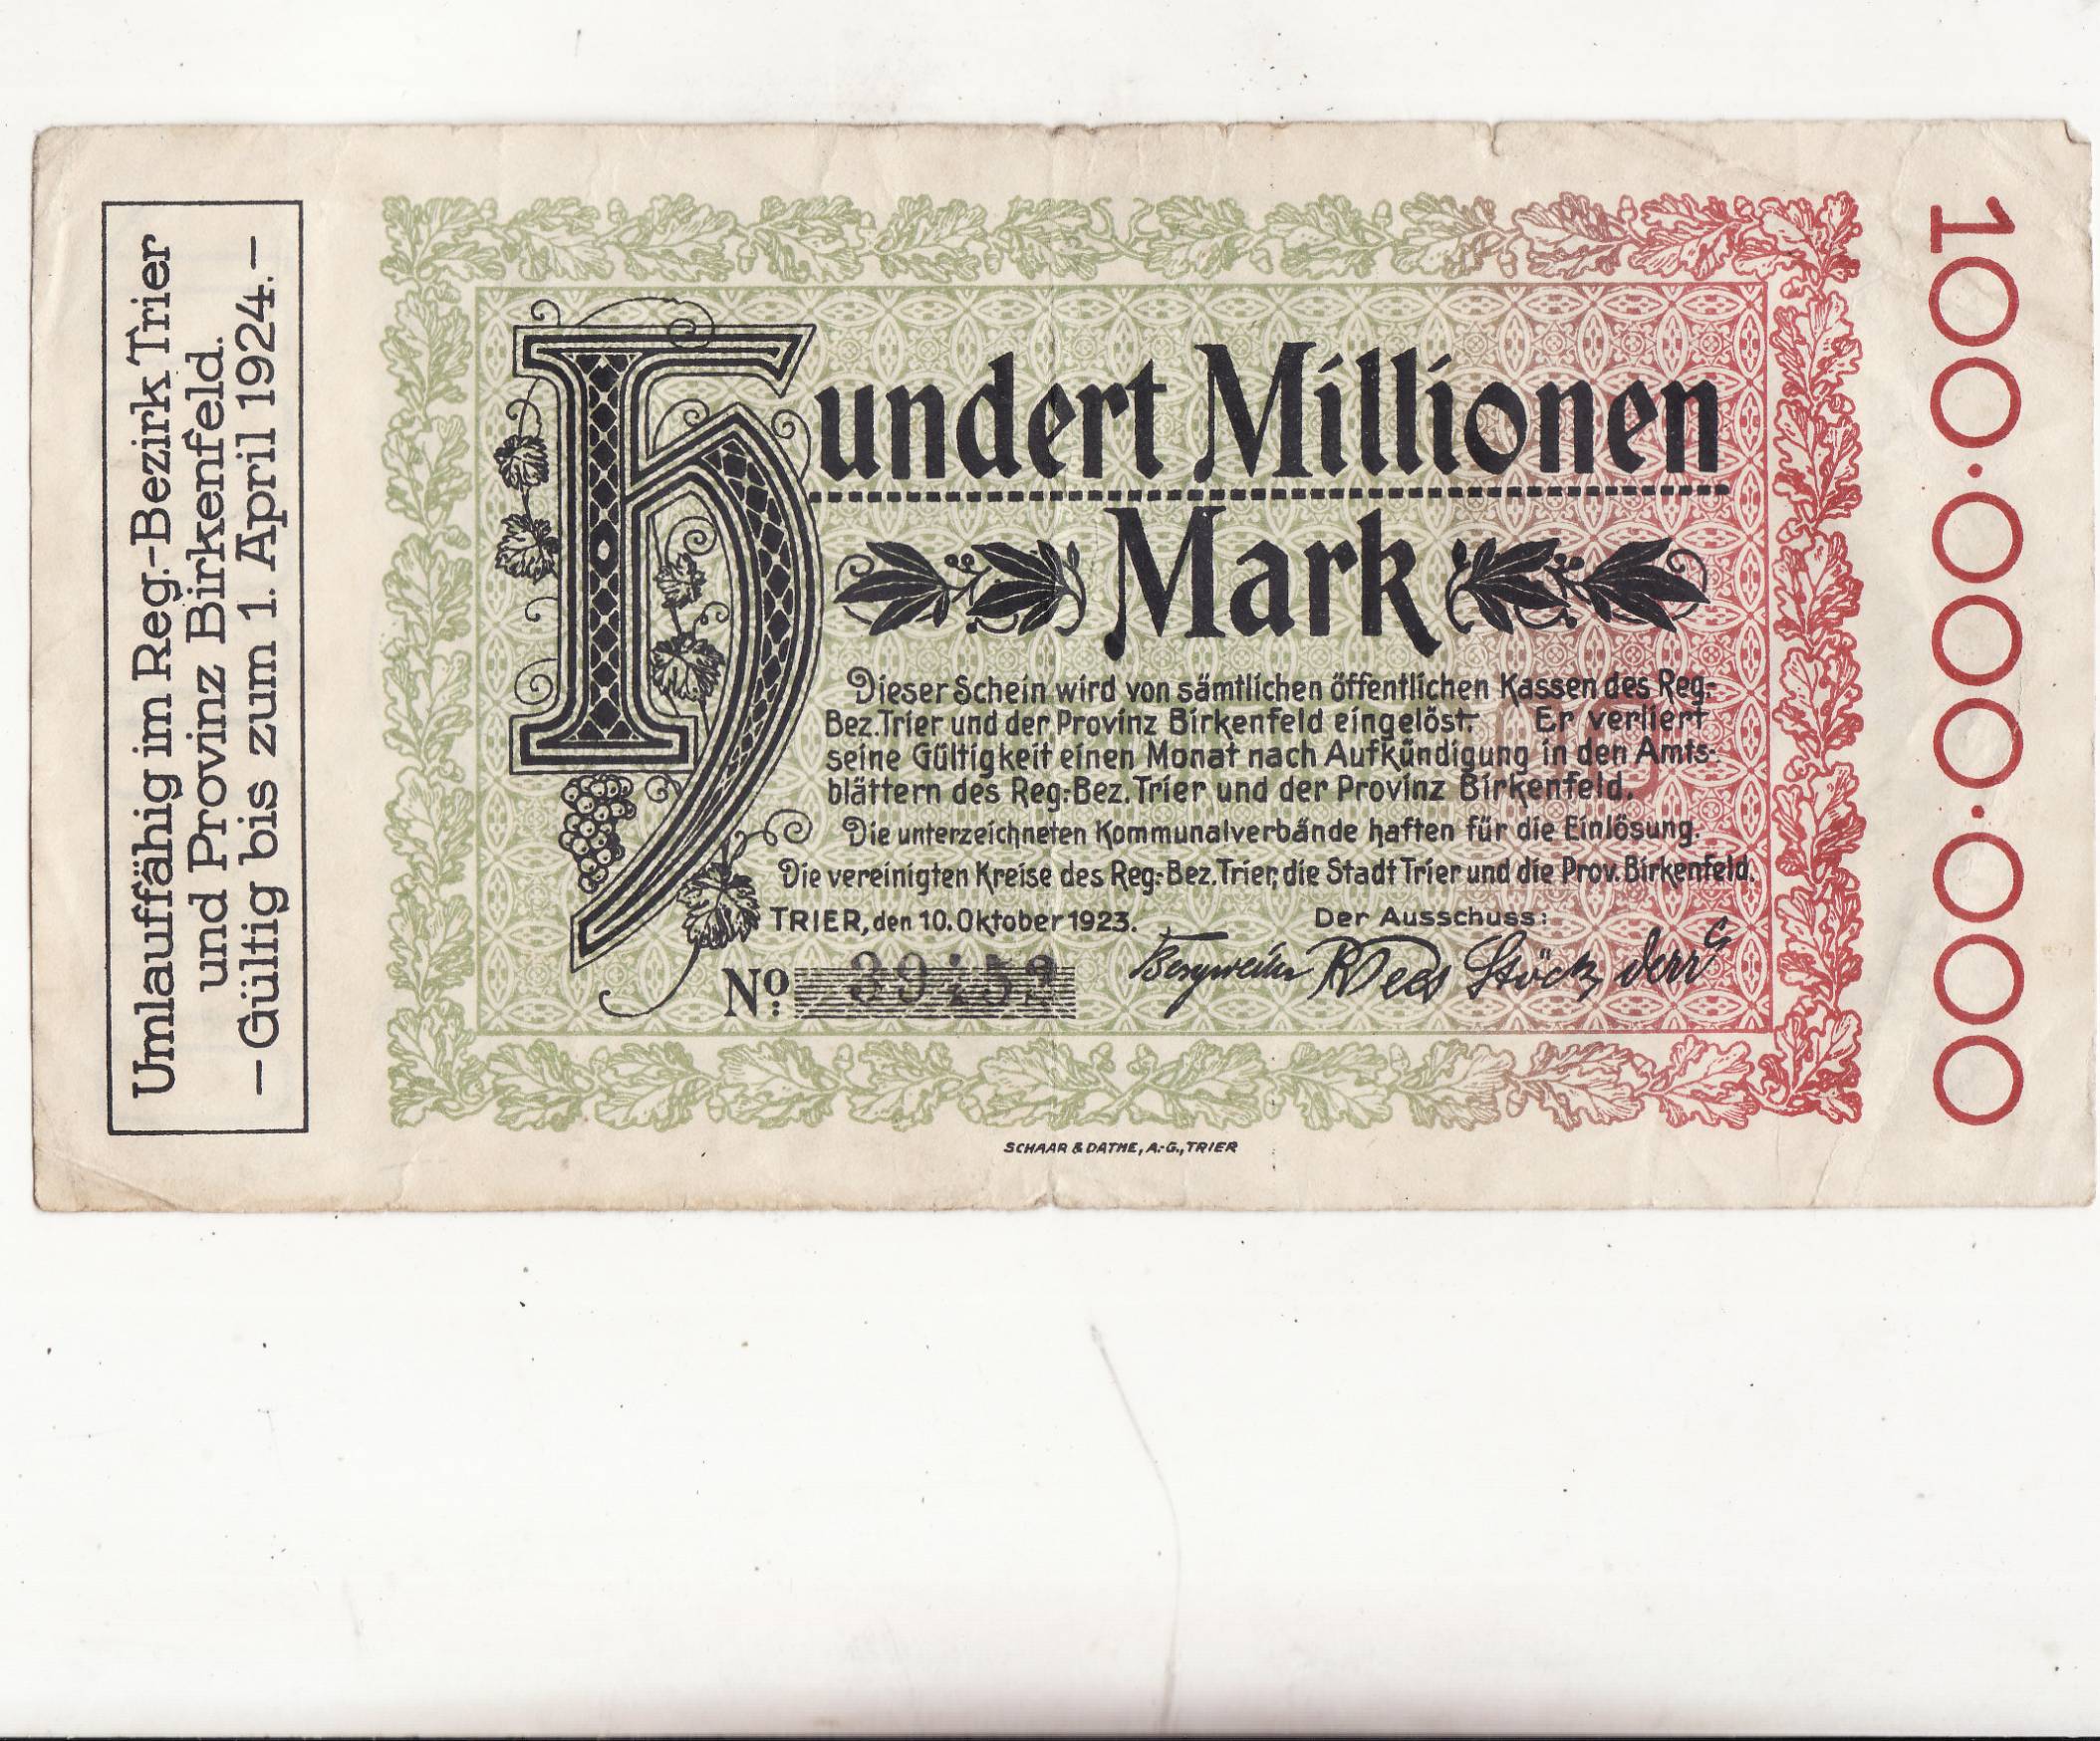 Umlauffähig im Reg.-Bezirk Trier
und Provinz Birkenfeld.
— Gültig bis zum 1. April 1924. —
Hundert Millionen
Mark
Dieser Schein wird von sämtlichen öffentlichen Kassen des Reg.-
Bez. Trier und der Provinz Birkenfeld eingelöst. Er verliert
seine Gültigkeit einen Monat nach Aufkündigung in den Amts-
blättern des Reg.-Bez. Trier und der Provinz Birkenfeld.
Die unterzeichneten Kommunalverbände haften für die Einlösung.
Die vereinigten Kreise des Reg.-Bez. Trier, die Stadt Trier und die Prov. Birkenfeld.
TRIER, den 10. Oktober 1923. Der Ausschuss:
No:
SCHAAR & DATHE, A.-G., TRIER
100.000.000